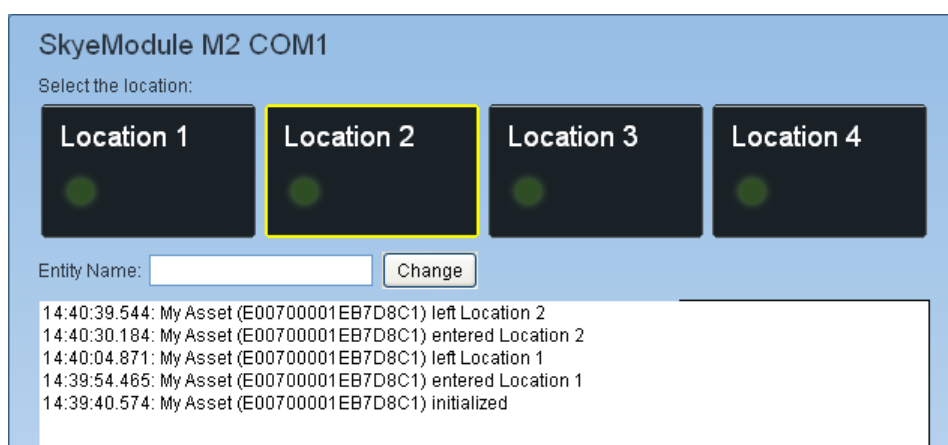 SkyeModule M2 COM1
Select the location:
Location 1 Location 2 Location 3 Location 4
Entity Name: Change
14:40:39.544: My Asset (E00700001EB7D8C1) left Location 2
14:40:30.184: My Asset (E00700001EB7D8C1) entered Location 2
14:40:04.871: My Asset (E00700001EB7D8C1) left Location 1
14:39:54.465: My Asset (E00700001EB7D8C1) entered Location 1
14:39:40.574: My Asset (E00700001EB7D8C1) initialized